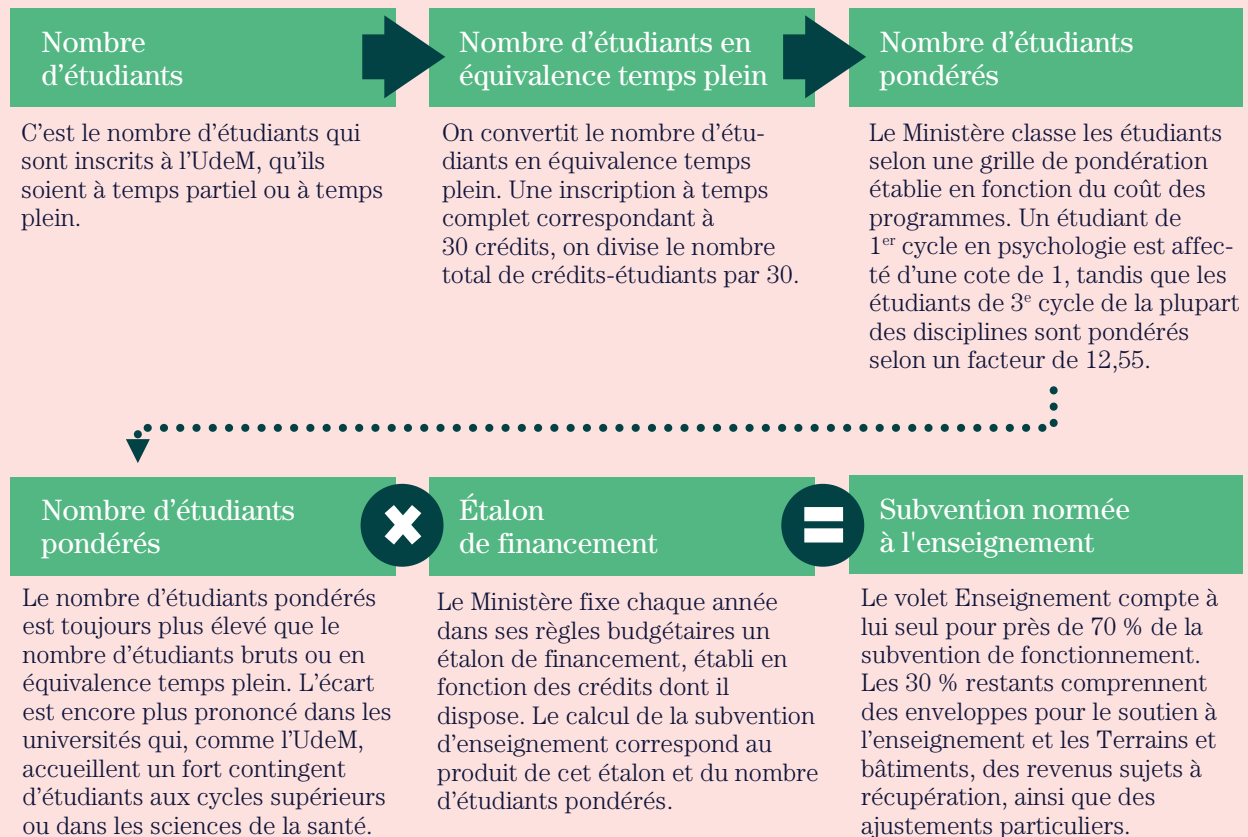 Nombre
d'étudiants
C'est le nombre d'étudiants qui
sont inscrits à l'UdeM, qu'ils
soient à temps partiel ou à temps
plein.
Nombre d'étudiants en
équivalence temps plein
On convertit le nombre d'étu-
diants en équivalence temps
plein. Une inscription à temps
complet correspondant à
30 crédits, on divise le nombre
total de crédits-étudiants par 30.
Nombre d'étudiants
pondérés
Le Ministère classe les étudiants
selon une grille de pondération
établie en fonction du coût des
programmes. Un étudiant de
1er cycle en psychologie est affec-
té d'une cote de 1, tandis que les
étudiants de 3e cycle de la plupart
des disciplines sont pondérés
selon un facteur de 12,55.
Nombre d'étudiants
pondérés
Le nombre d'étudiants pondérés
est toujours plus élevé que le
nombre d'étudiants bruts ou en
équivalence temps plein. L'écart
est encore plus prononcé dans les
universités qui, comme l'UdeM,
accueillent un fort contingent
d'étudiants aux cycles supérieurs
ou dans les sciences de la santé.
Étalon
de financement
Le Ministère fixe chaque année
dans ses règles budgétaires un
étalon de financement, établi en
fonction des crédits dont il
dispose. Le calcul de la subvention
d'enseignement correspond au
produit de cet étalon et du nombre
d'étudiants pondérés.
Subvention normée
à l'enseignement
Le volet Enseignement compte à
lui seul pour près de 70 % de la
subvention de fonctionnement.
Les 30 % restants comprennent
des enveloppes pour le soutien à
l'enseignement et les Terrains et
bâtiments, des revenus sujets à
récupération, ainsi que des
ajustements particuliers.